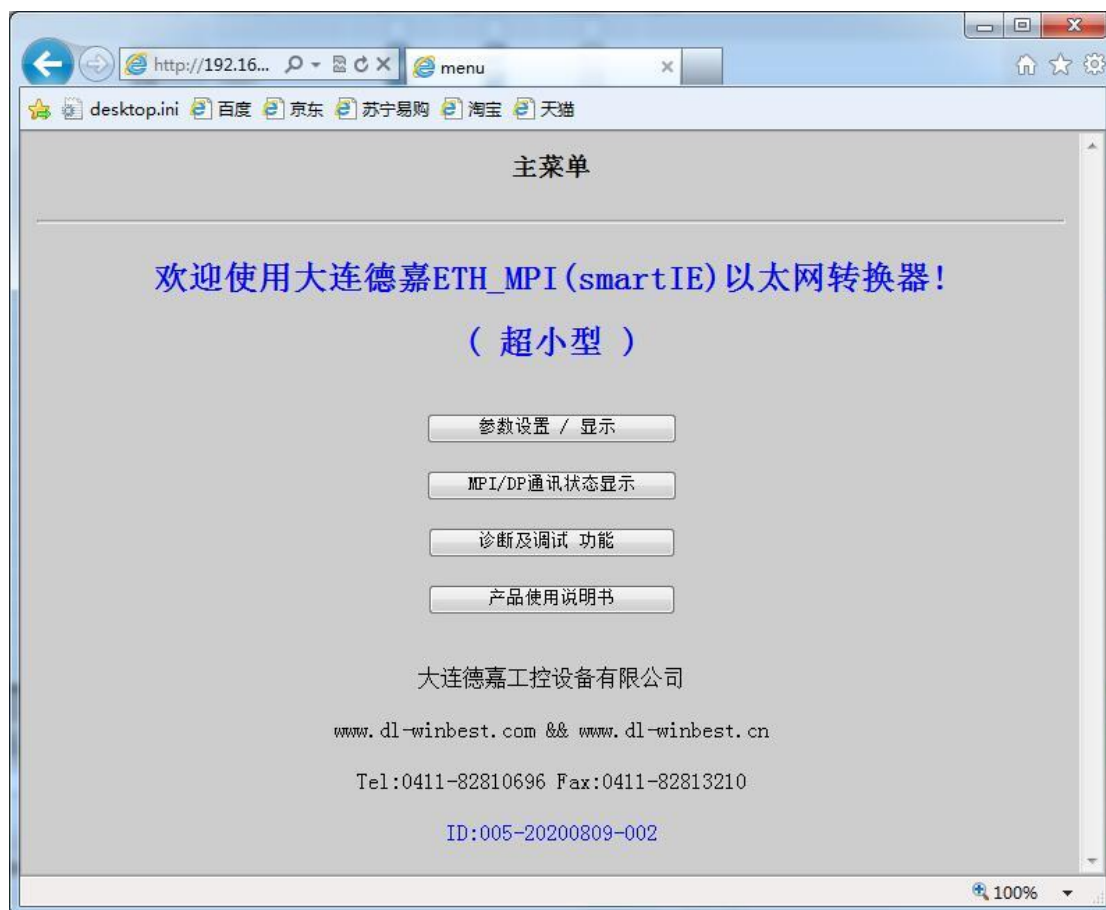 http://192.16...
menu
desktop.ini 百度 京东 苏宁易购 淘宝 天猫
主菜单
欢迎使用大连德嘉ETH_MPI(smartIE)以太网转换器!
( 超小型 )
参数设置 / 显示
MPI/DP通讯状态显示
诊断及调试 功能
产品使用说明书
大连德嘉工控设备有限公司
www.dl-winbest.com && www.dl-winbest.cn
Tel:0411-82810696 Fax:0411-82813210
ID:005-20200809-002
100%